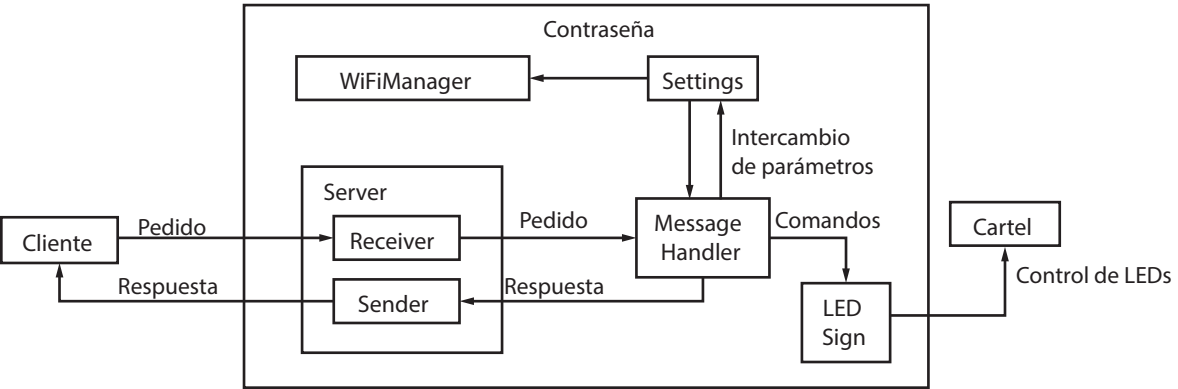 Contraseña
WiFiManager
Settings
Intercambio
de parámetros
Server
Cliente
Pedido
Receiver
Pedido
Message
Handler
Comandos
Cartel
Respuesta
Sender
Respuesta
LED
Sign
Control de LEDs